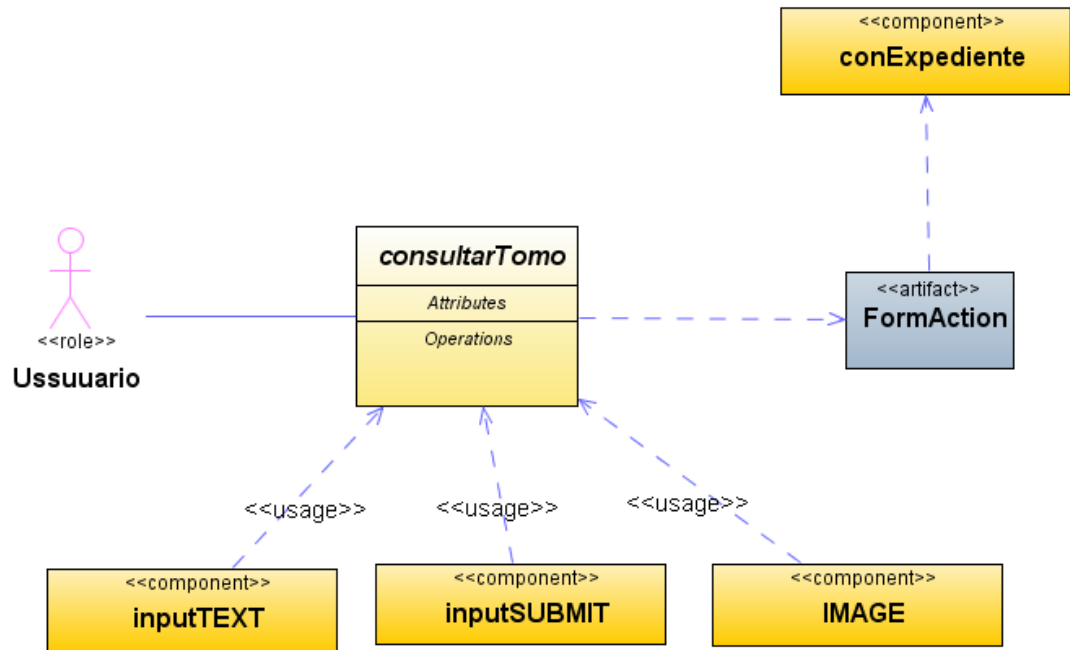 <<component>>
conExpediente
consultarTomo
Attributes
Operations
<<artifact>>
FormAction
<<role>>
Ussuuario
<<usage>>
<<usage>>
<<usage>>
<<component>>
inputTEXT
<<component>>
inputSUBMIT
<<component>>
IMAGE